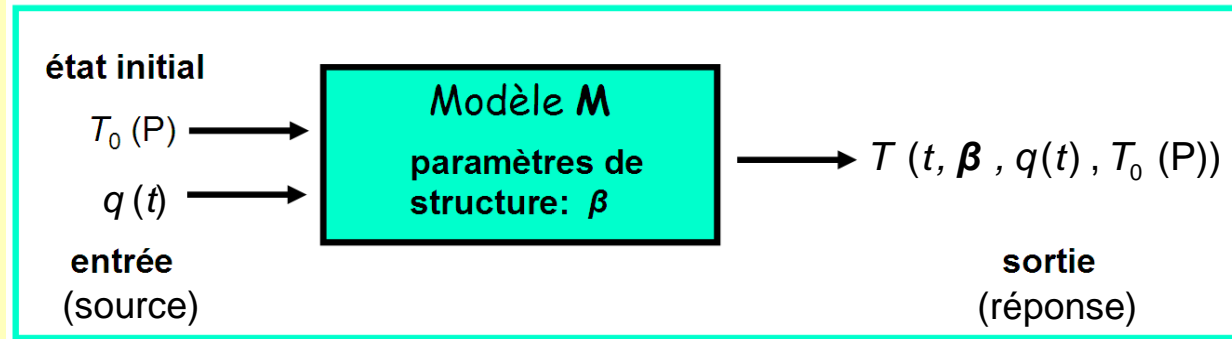 état initial
T₀ (P)
q (t)
entrée
(source)
Modèle M
paramètres de
structure: β
T (t, β , q(t) , T₀ (P))
sortie
(réponse)